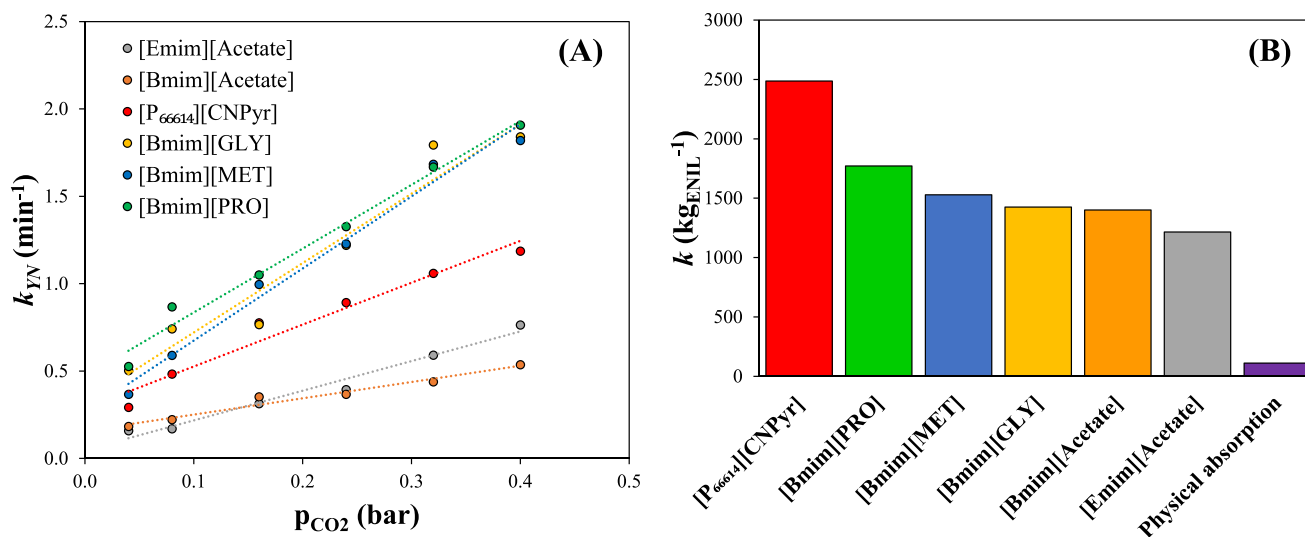 (A)
[Emim][Acetate]
[Bmim][Acetate]
[P66614][CNPyr]
[Bmim][GLY]
[Bmim][MET]
[Bmim][PRO]
kYN (min-1)
2.5
2.0
1.5
1.0
0.5
0.0
0.0 0.1 0.2 0.3 0.4 0.5
pCO2 (bar)
(B)
k (kgENIL-1)
3000
2500
2000
1500
1000
500
0
[P66614][CNPyr]
[Bmim][PRO]
[Bmim][MET]
[Bmim][GLY]
[Bmim][Acetate]
[Emim][Acetate]
Physical absorption